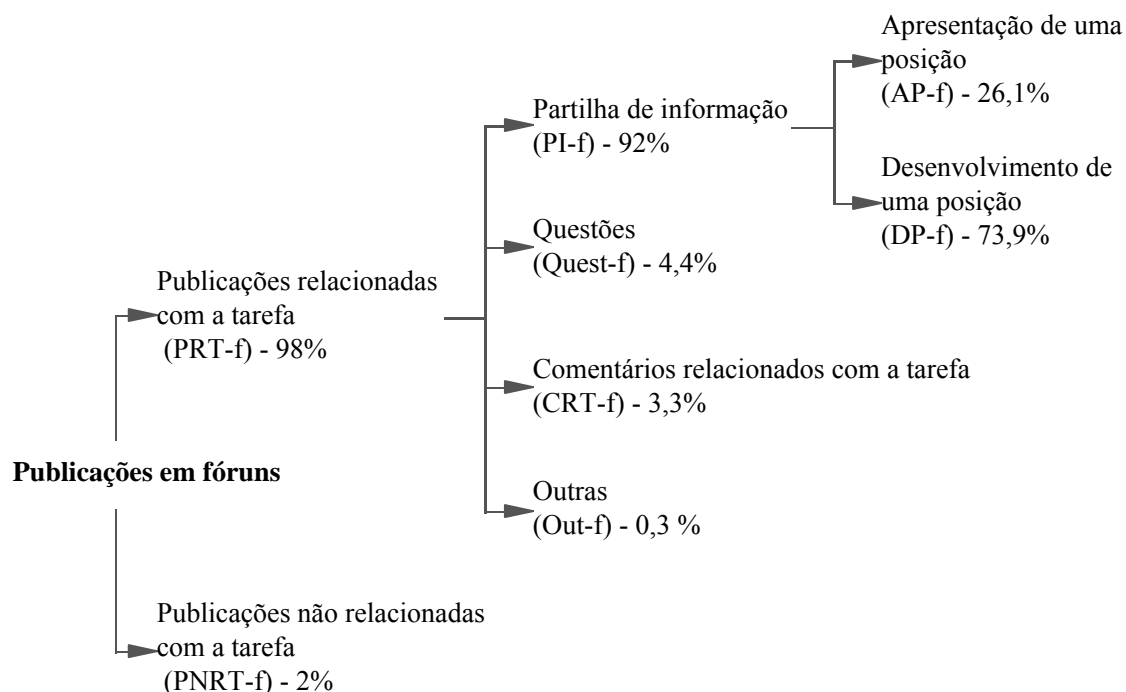 Apresentação de uma
posição
(AP-f) - 26,1%
Partilha de informação
(PI-f) - 92%
Desenvolvimento de
uma posição
(DP-f) - 73,9%
Questões
(Quest-f) - 4,4%
Publicações relacionadas
com a tarefa
(PRT-f) - 98%
Comentários relacionados com a tarefa
(CRT-f) - 3,3%
Publicações em fóruns
Outras
(Out-f) - 0,3 %
Publicações não relacionadas
com a tarefa
(PNRT-f) - 2%